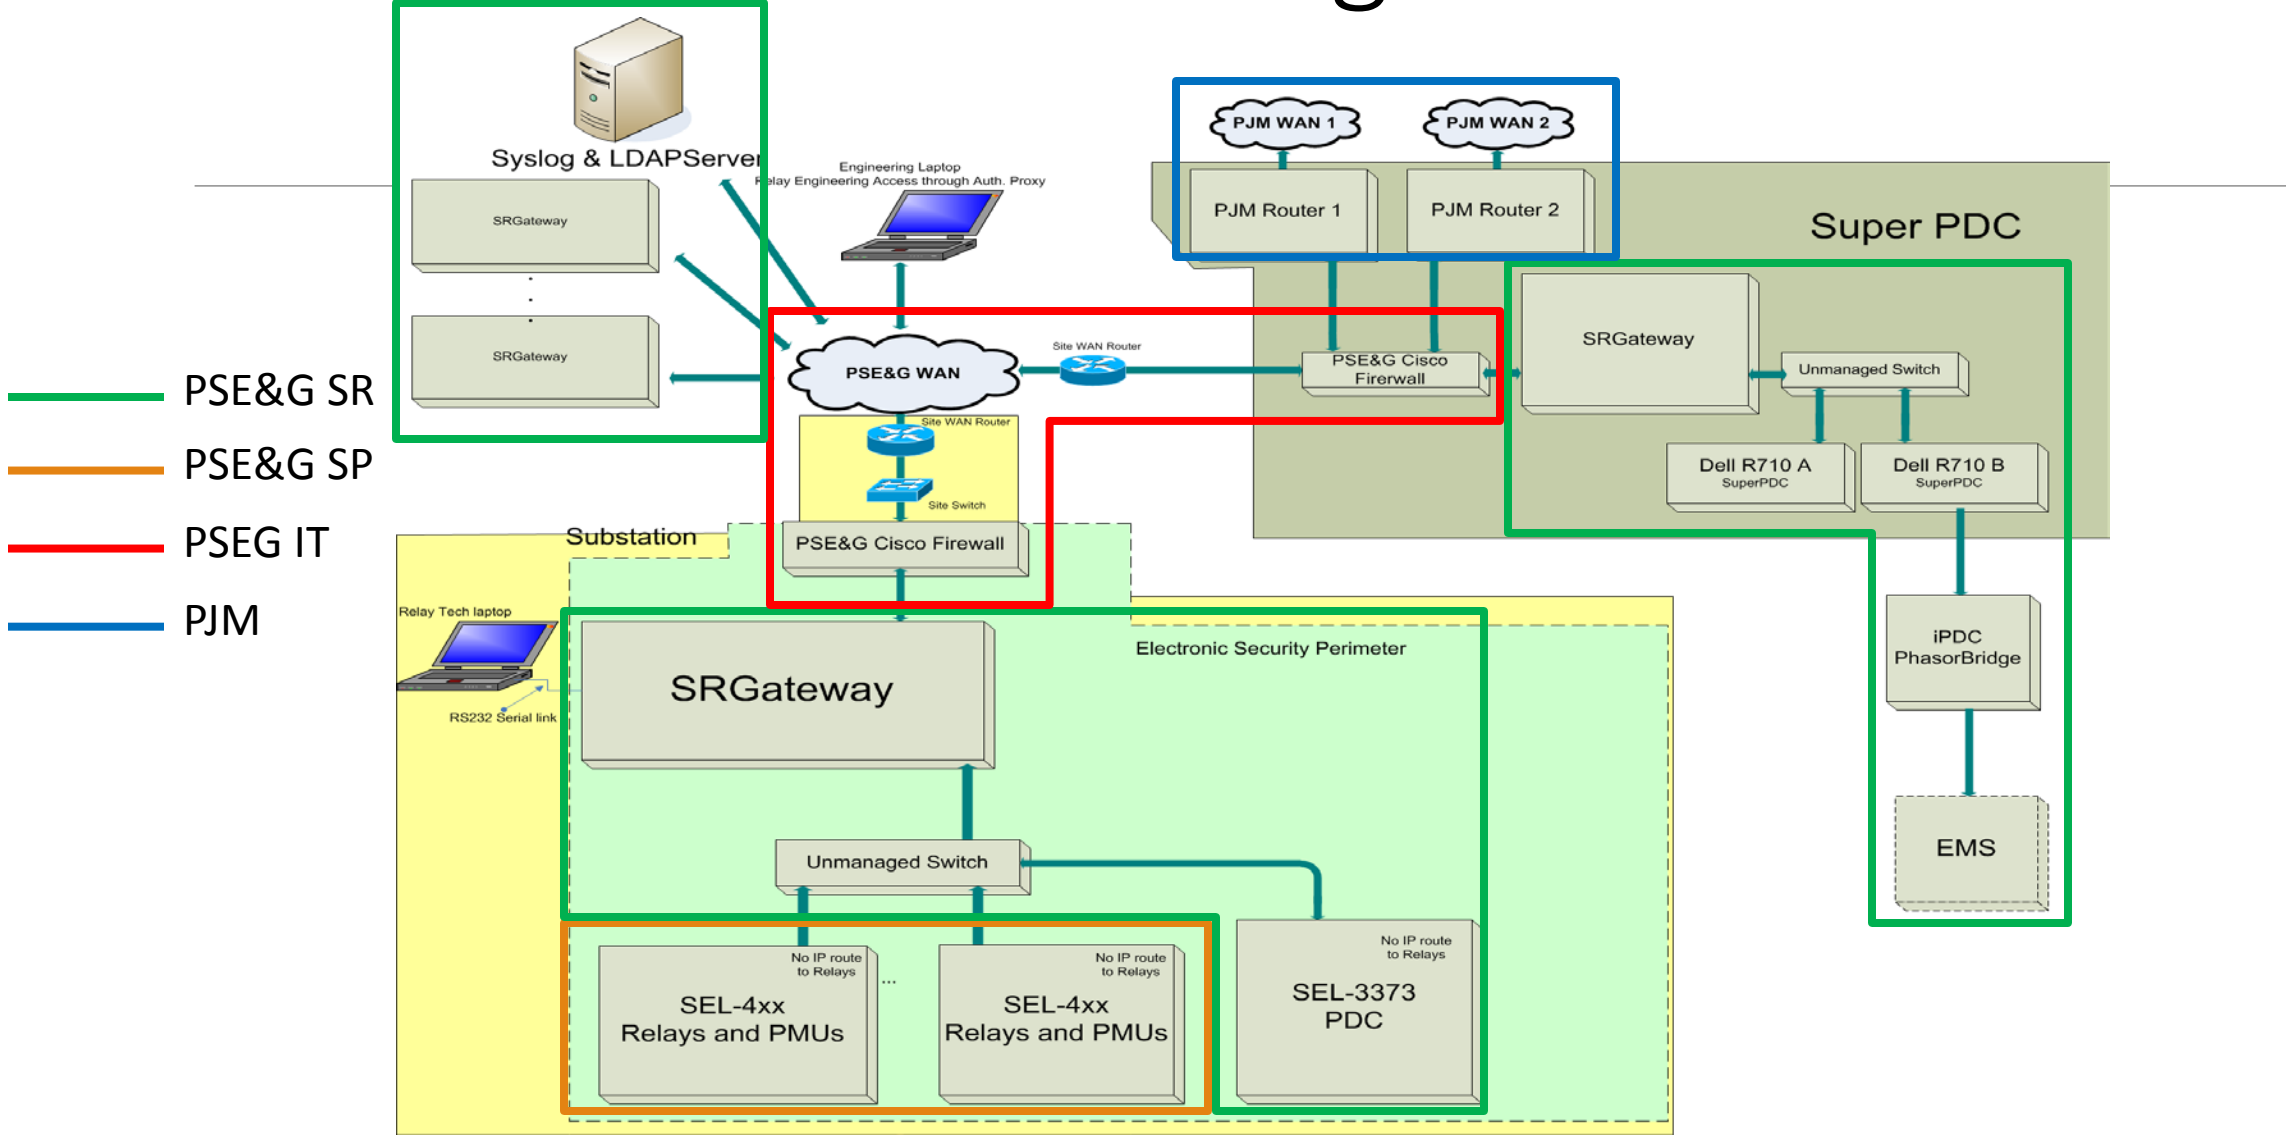 g
Syslog & LDAPServer
SRGateway
SRGateway
Engineering Laptop
Relay Engineering Access through Auth. Proxy
PJM WAN 1
PJM WAN 2
PJM Router 1
PJM Router 2
Super PDC
SRGateway
Unmanaged Switch
Dell R710 A
SuperPDC
Dell R710 B
SuperPDC
PSE&G WAN
Site WAN Router
PSE&G Cisco
Firerwall
PSE&G SR
PSE&G SP
PSEG IT
PJM
Site WAN Router
Site Switch
Substation
PSE&G Cisco Firewall
Relay Tech laptop
RS232 Serial link
Electronic Security Perimeter
SRGateway
iPDC
PhasorBridge
EMS
Unmanaged Switch
No IP route
to Relays
SEL-4xx
Relays and PMUs
...
No IP route
to Relays
SEL-4xx
Relays and PMUs
No IP route
to Relays
SEL-3373
PDC